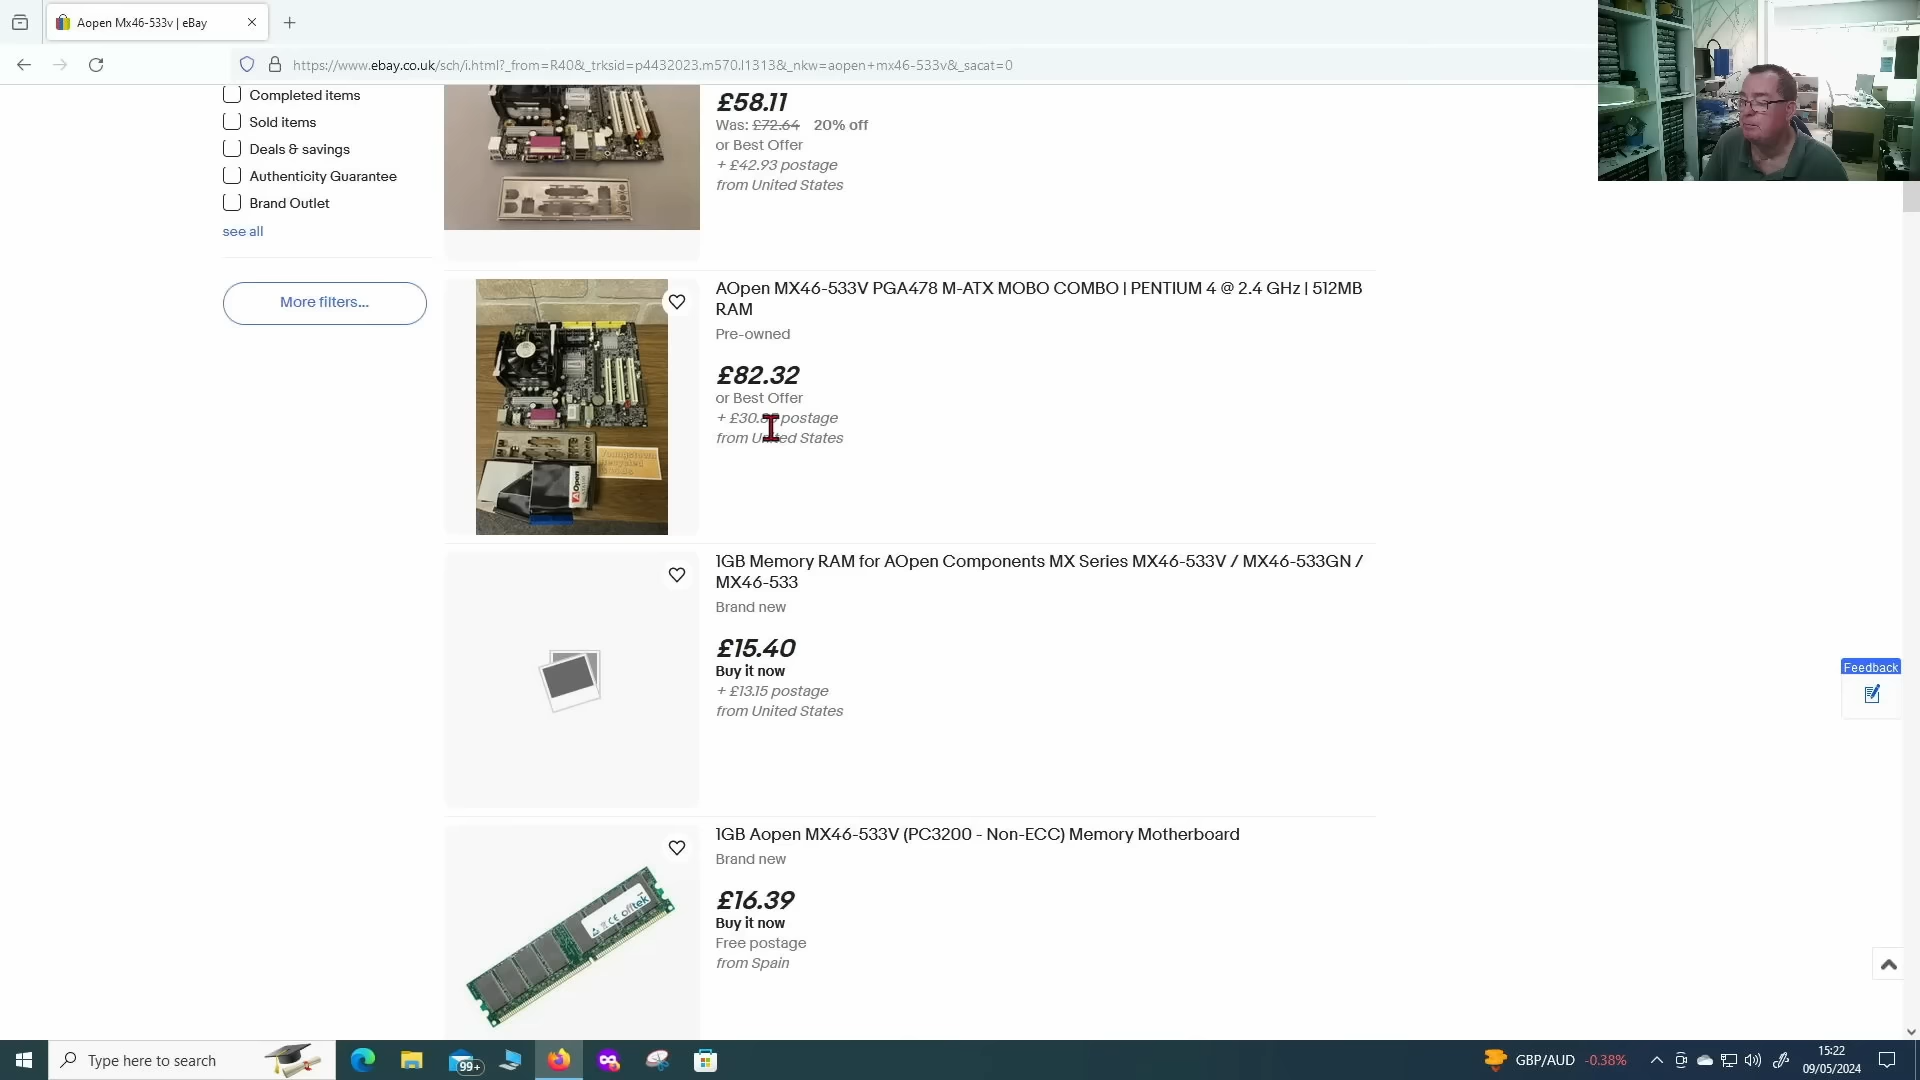 Aopen Mx46-533v | eBay
https://www.ebay.co.uk/sch/i.html?_from=R40&_trksid=p4432023.m570.l1313&_nkw=aopen+mx46-533v&_sacat=0
Completed items
Sold items
Deals & savings
Authenticity Guarantee
Brand Outlet
see all
More filters...
£58.11
Was: £72.64 20% off
or Best Offer
+ £42.93 postage
from United States
AOpen MX46-533V PGA478 M-ATX MOBO COMBO | PENTIUM 4 @ 2.4 GHz | 512MB
RAM
Pre-owned
£82.32
or Best Offer
postage
from United States
AOpen
1GB Memory RAM for AOpen Components MX Series MX46-533V / MX46-533GN /
MX46-533
Brand new
£15.40
Buy it now
+ £13.15 postage
from United States
1GB Aopen MX46-533V (PC3200 - Non-ECC) Memory Motherboard
Brand new
£16.39
Buy it now
Free postage
from Spain
offtek
Feedback
Type here to search
99+
GBP/AUD -0.38%
15:22
09/05/2024